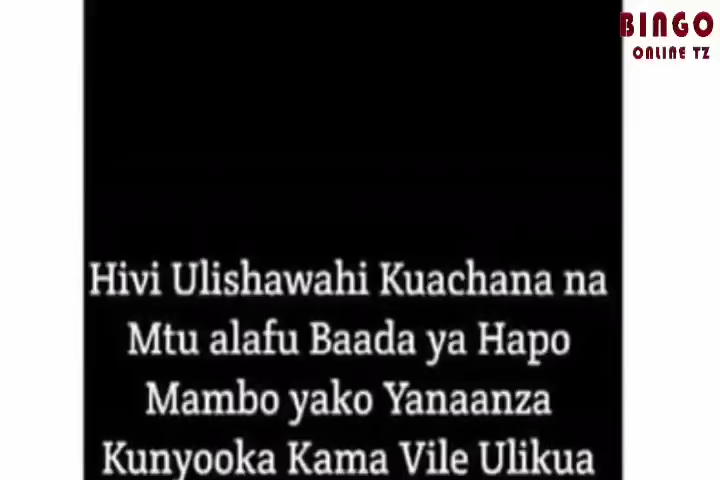 BINGO
ONLINE TZ
Hivi Ulishawahi Kuachana na
Mtu alafu Baada ya Hapo
Mambo yako Yanaanza
Kunyooka Kama Vile Ulikua